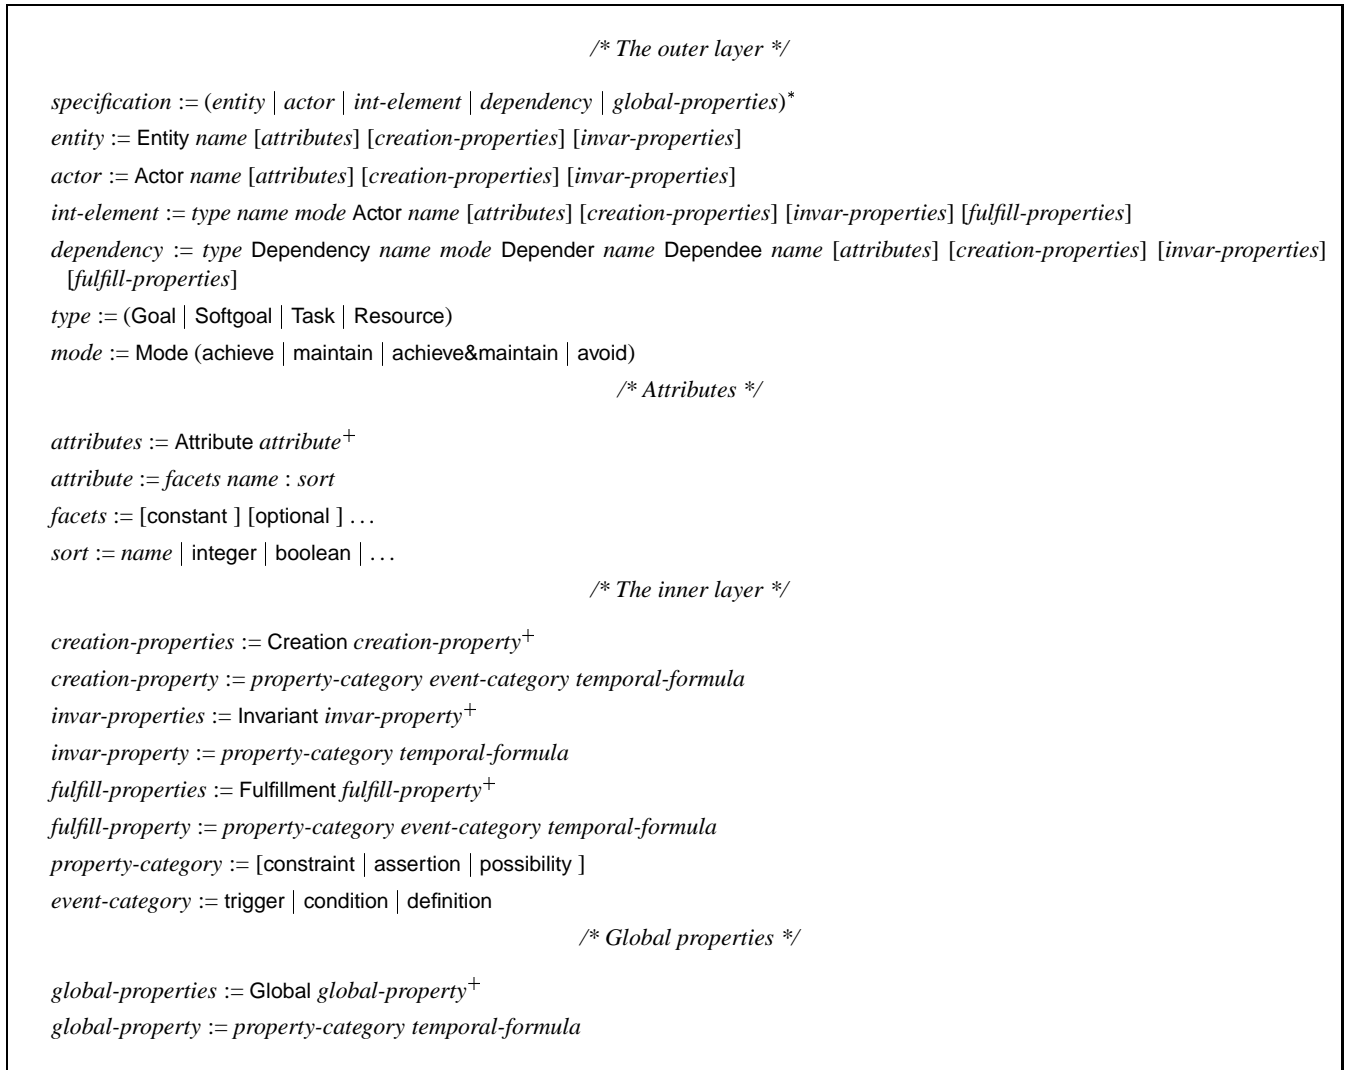 /* The outer layer */
specification := (entity | actor | int-element | dependency | global-properties)*
entity := Entity name [attributes] [creation-properties] [invar-properties]
actor := Actor name [attributes] [creation-properties] [invar-properties]
int-element := type name mode Actor name [attributes] [creation-properties] [invar-properties] [fulfill-properties]
dependency := type Dependency name mode Depender name Dependee name [attributes] [creation-properties] [invar-properties]
[fulfill-properties]
type := (Goal | Softgoal | Task | Resource)
mode := Mode (achieve | maintain | achieve&maintain | avoid)
/* Attributes */
attributes := Attribute attribute+
attribute := facets name : sort
facets := [constant ] [optional ] ...
sort := name | integer | boolean | ...
/* The inner layer */
creation-properties := Creation creation-property+
creation-property := property-category event-category temporal-formula
invar-properties := Invariant invar-property+
invar-property := property-category temporal-formula
fulfill-properties := Fulfillment fulfill-property+
fulfill-property := property-category event-category temporal-formula
property-category := [constraint | assertion | possibility ]
event-category := trigger | condition | definition
/* Global properties */
global-properties := Global global-property+
global-property := property-category temporal-formula